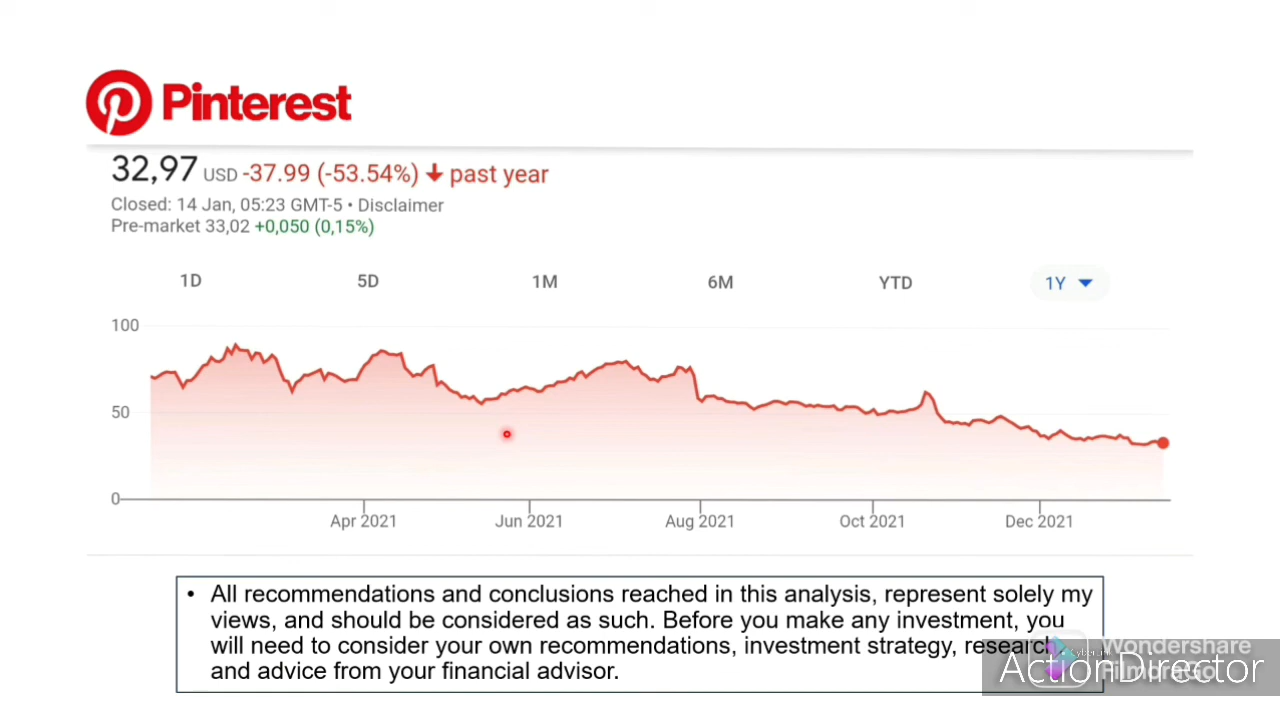 Pinterest
32,97 USD -37.99 (-53.54%) ↓ past year
Closed: 14 Jan, 05:23 GMT-5 • Disclaimer
Pre-market 33,02 +0,050 (0,15%)
1D 5D 1M 6M YTD 1Y
100
50
0
Apr 2021 Jun 2021 Aug 2021 Oct 2021 Dec 2021
• All recommendations and conclusions reached in this analysis, represent solely my
views, and should be considered as such. Before you make any investment, you
will need to consider your own recommendations, investment strategy, research
and advice from your financial advisor.
Wondershare
FilmoraGo
CyberLink
ActionDirector